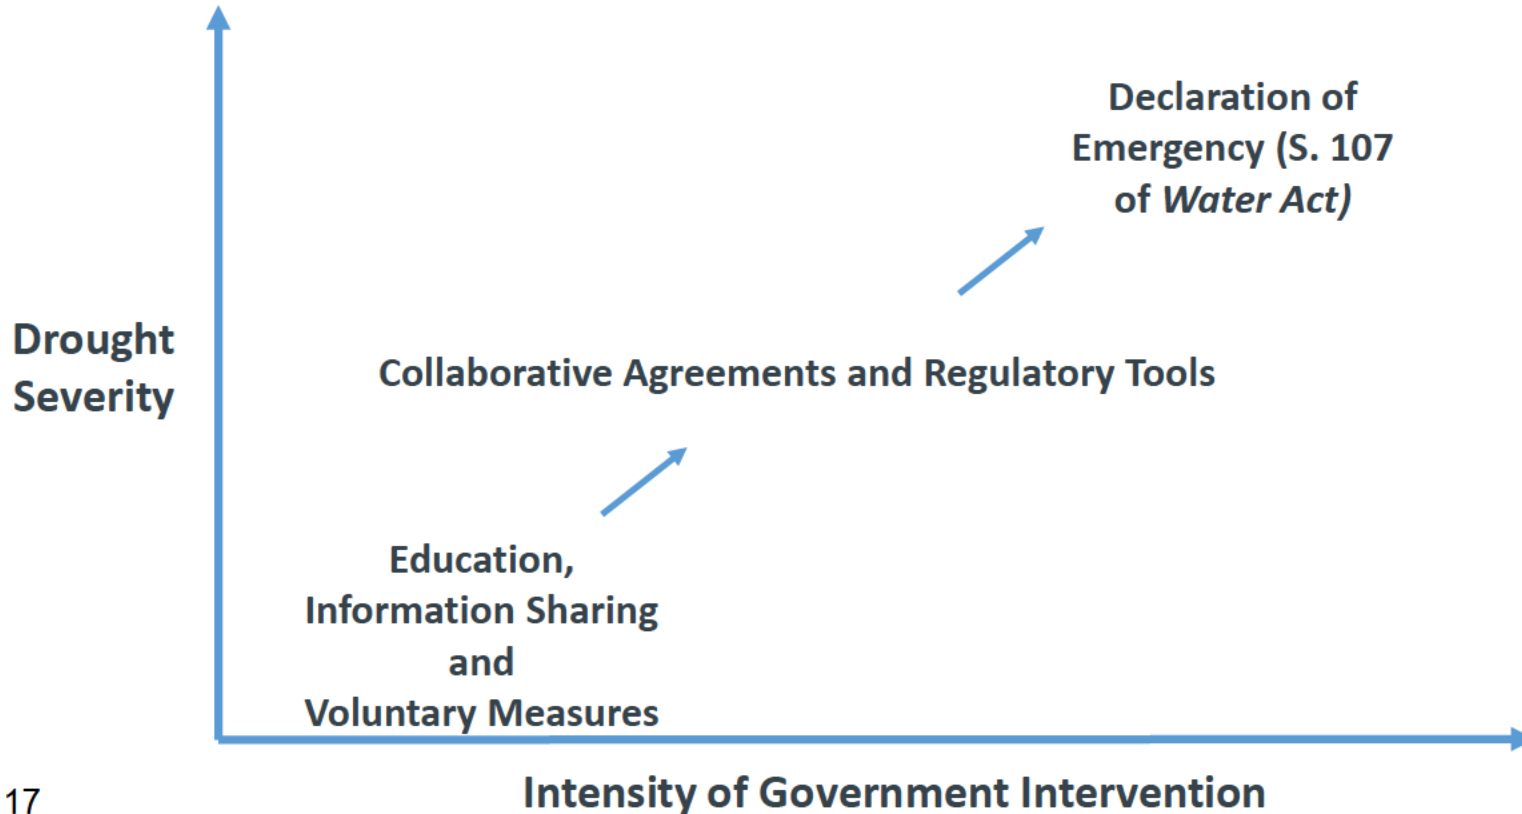 Declaration of
Emergency (S. 107
of Water Act)
Drought
Severity
Collaborative Agreements and Regulatory Tools
Education,
Information Sharing
and
Voluntary Measures
Intensity of Government Intervention
17